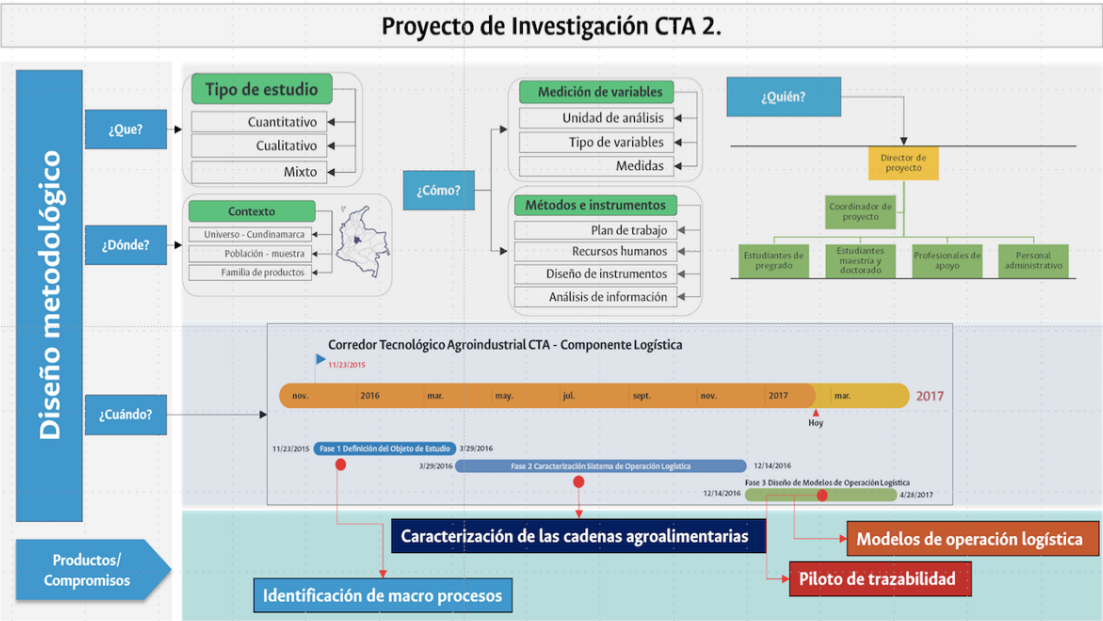 Proyecto de Investigación CTA 2.
Diseño metodológico
¿Que?
Tipo de estudio
Cuantitativo
Cualitativo
Mixto
¿Dónde?
Contexto
Universo - Cundinamarca
Población - muestra
Familia de productos
¿Cómo?
Medición de variables
Unidad de análisis
Tipo de variables
Medidas
Métodos e instrumentos
Plan de trabajo
Recursos humanos
Diseño de instrumentos
Análisis de información
¿Quién?
Director de
proyecto
Coordinador de
proyecto
Estudiantes de
pregrado
Estudiantes
maestría y
doctorado
Profesionales de
apoyo
Personal
administrativo
¿Cuándo?
Corredor Tecnológico Agroindustrial CTA - Componente Logística
11/23/2015
nov.
2016
mar.
may.
jul.
sept.
nov.
2017
mar.
2017
Hoy
11/23/2015
Fase 1 Definición del Objeto de Estudio
3/29/2016
3/29/2016
Fase 2 Caracterización Sistema de Operación Logística
12/14/2016
Fase 3 Diseño de Modelos de Operación Logística
12/14/2016
4/28/2017
Productos/
Compromisos
Caracterización de las cadenas agroalimentarias
Modelos de operación logística
Piloto de trazabilidad
Identificación de macro procesos